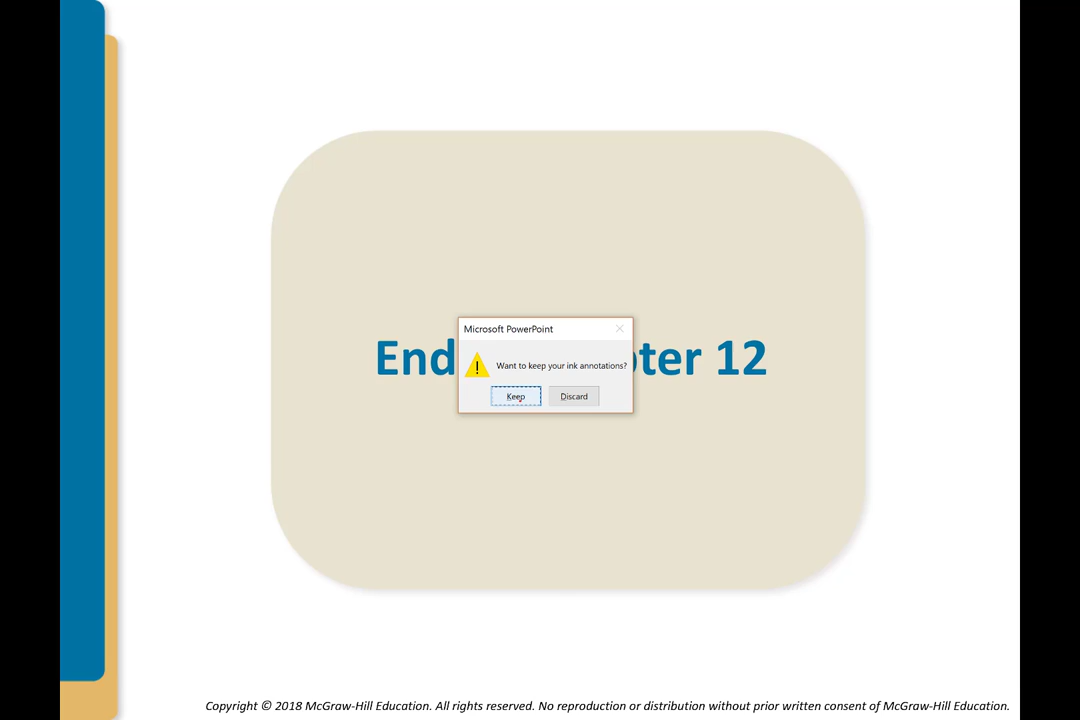 End
ter 12
Microsoft PowerPoint
Want to keep your ink annotations?
Keep
Discard
Copyright © 2018 McGraw-Hill Education. All rights reserved. No reproduction or distribution without prior written consent of McGraw-Hill Education.